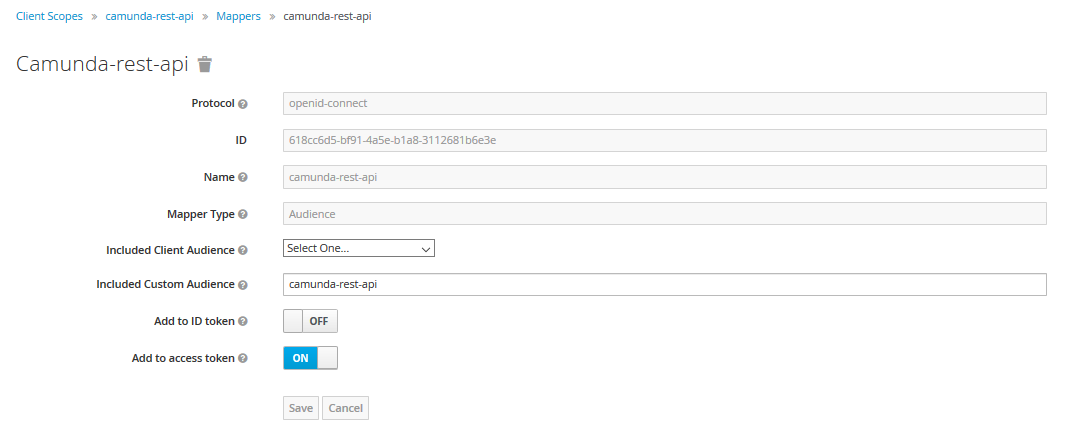 Client Scopes » camunda-rest-api » Mappers » camunda-rest-api
Camunda-rest-api
Protocol openid-connect
ID 618cc6d5-bf91-4a5e-b1a8-3112681b6e3e
Name camunda-rest-api
Mapper Type Audience
Included Client Audience Select One...
Included Custom Audience camunda-rest-api
Add to ID token OFF
Add to access token ON
Save Cancel